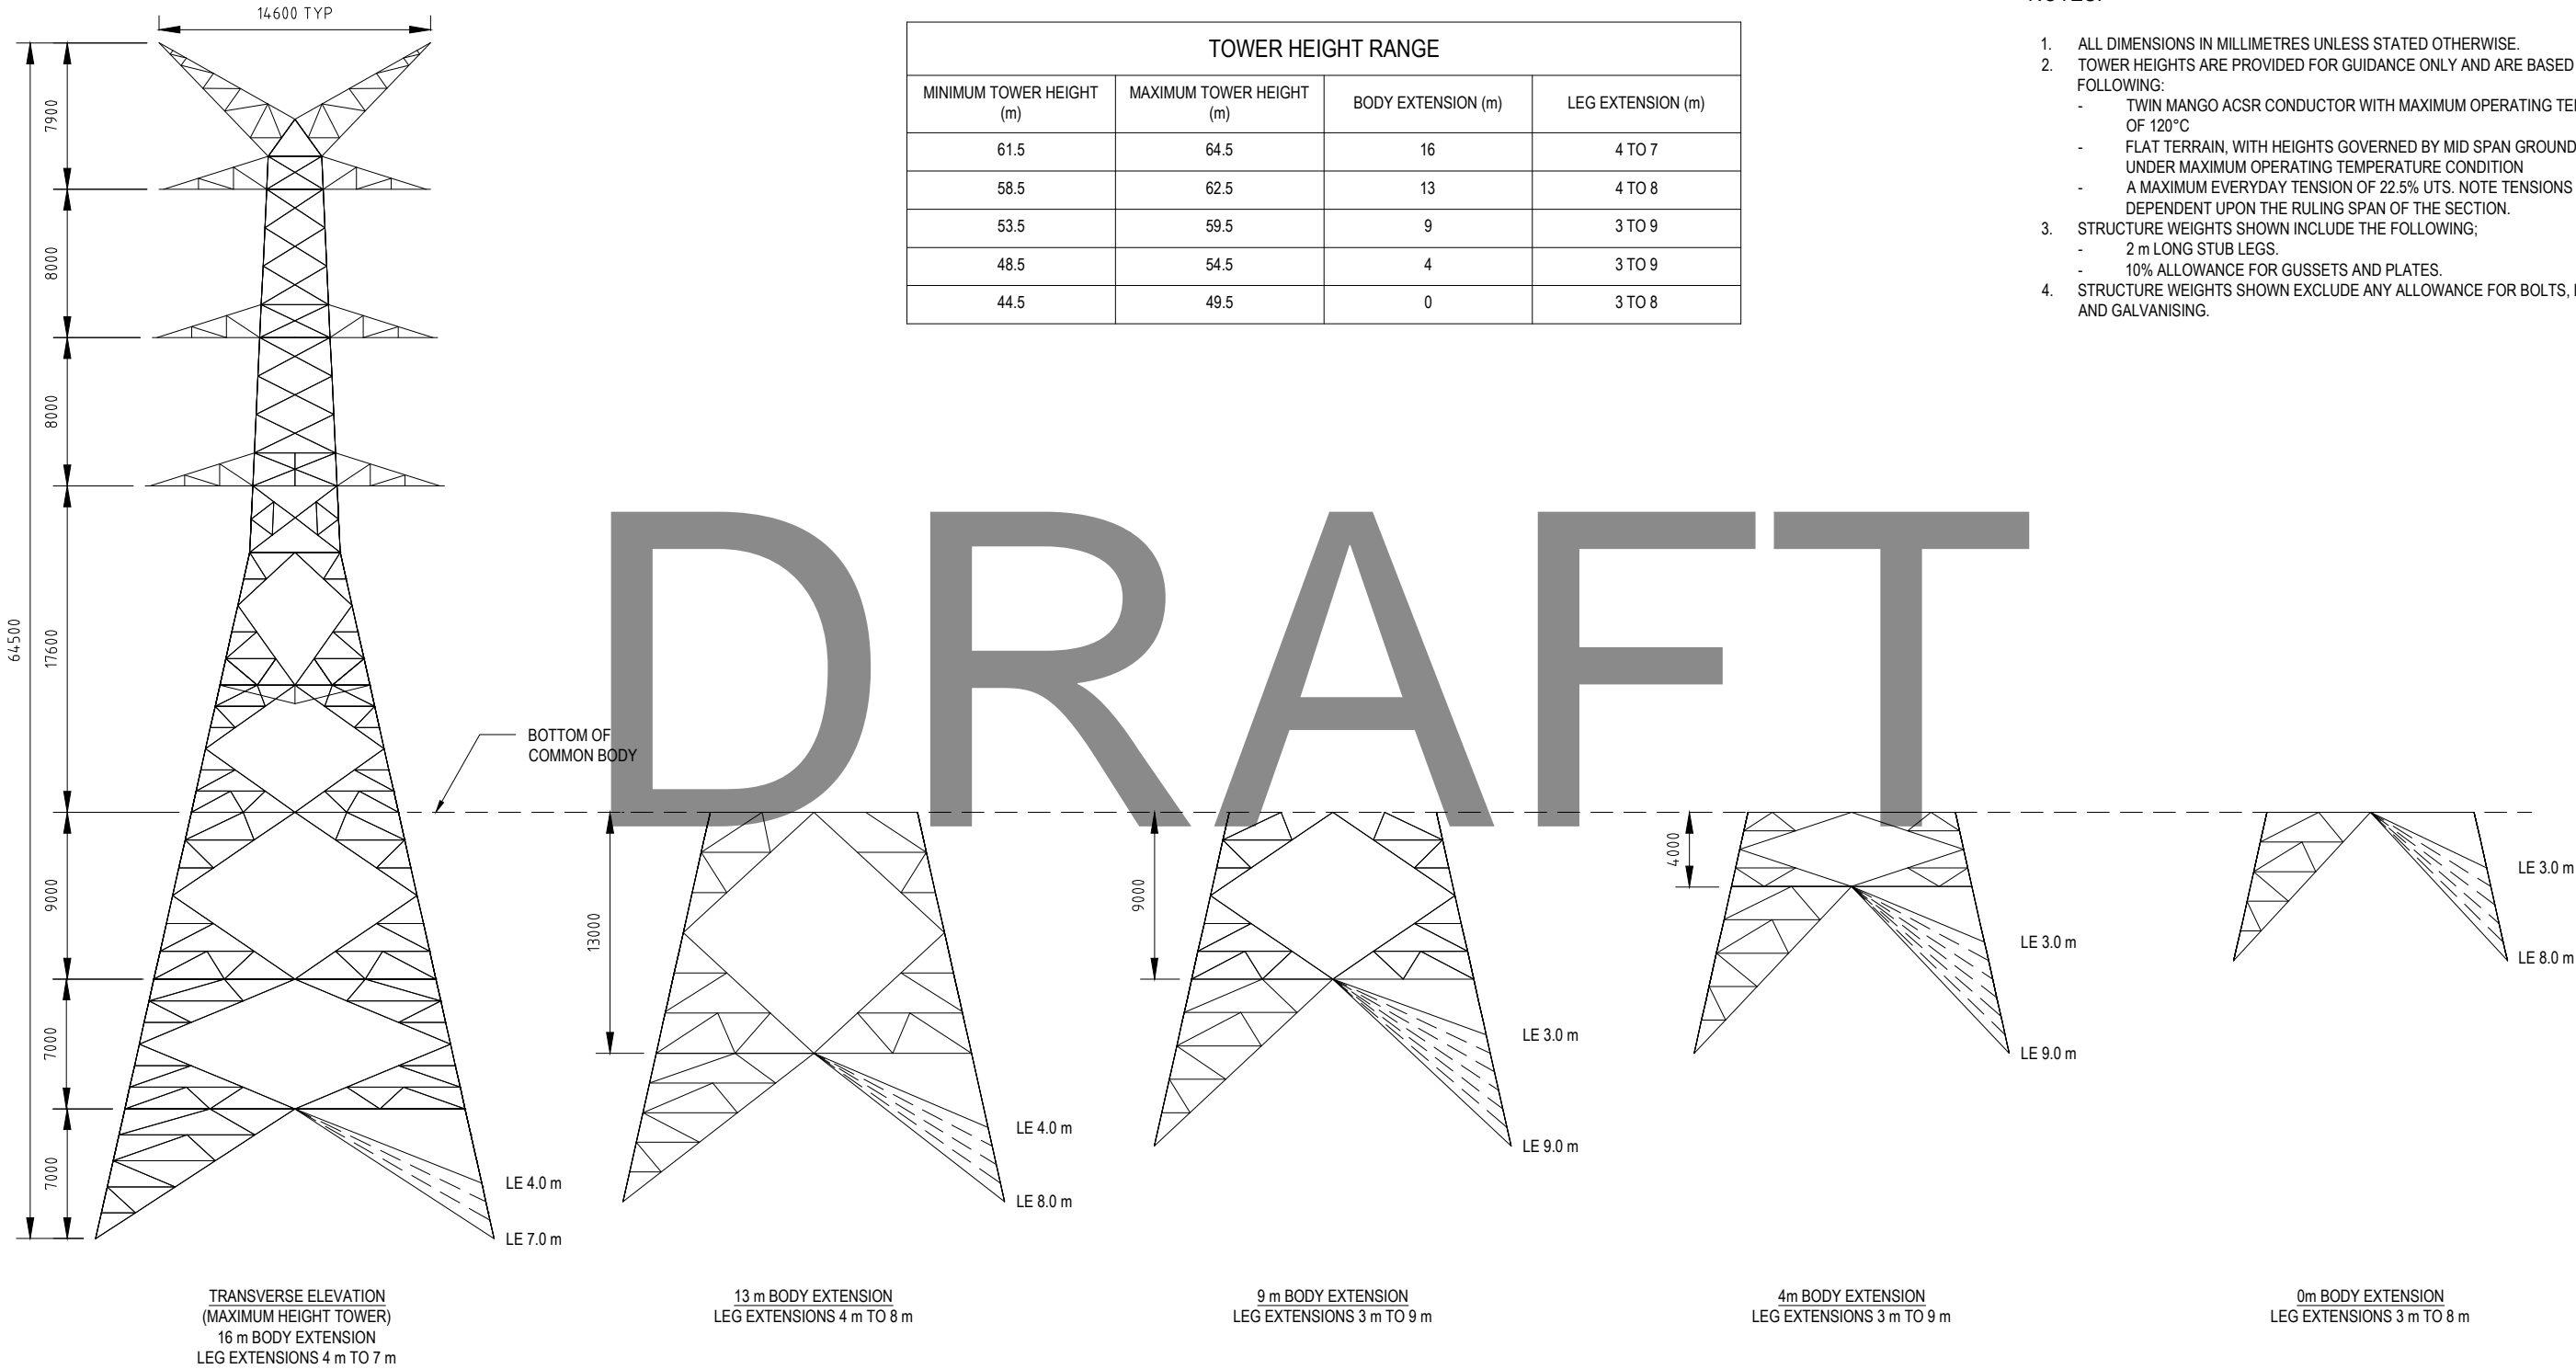 14600 TYP
7900
8000
8000
17600
9000
7000
7000
64500
BOTTOM OF
COMMON BODY
TOWER HEIGHT RANGE
MINIMUM TOWER HEIGHT (m) MAXIMUM TOWER HEIGHT (m) BODY EXTENSION (m) LEG EXTENSION (m)
61.5 64.5 16 4 TO 7
58.5 62.5 13 4 TO 8
53.5 59.5 9 3 TO 9
48.5 54.5 4 3 TO 9
44.5 49.5 0 3 TO 8
1. ALL DIMENSIONS IN MILLIMETRES UNLESS STATED OTHERWISE.
2. TOWER HEIGHTS ARE PROVIDED FOR GUIDANCE ONLY AND ARE BASED
FOLLOWING:
- TWIN MANGO ACSR CONDUCTOR WITH MAXIMUM OPERATING
OF 120°C
- FLAT TERRAIN, WITH HEIGHTS GOVERNED BY MID SPAN GROUND
UNDER MAXIMUM OPERATING TEMPERATURE CONDITION
- A MAXIMUM EVERYDAY TENSION OF 22.5% UTS. NOTE TENSIONS
DEPENDENT UPON THE RULING SPAN OF THE SECTION.
3. STRUCTURE WEIGHTS SHOWN INCLUDE THE FOLLOWING;
- 2 m LONG STUB LEGS.
- 10% ALLOWANCE FOR GUSSETS AND PLATES.
4. STRUCTURE WEIGHTS SHOWN EXCLUDE ANY ALLOWANCE FOR BOLTS,
AND GALVANISING.
DRAFT
13000
9000
4000
LE 4.0 m
LE 7.0 m
LE 4.0 m
LE 8.0 m
LE 3.0 m
LE 9.0 m
LE 3.0 m
LE 9.0 m
LE 3.0 m
LE 8.0 m
TRANSVERSE ELEVATION
(MAXIMUM HEIGHT TOWER)
16 m BODY EXTENSION
LEG EXTENSIONS 4 m TO 7 m
13 m BODY EXTENSION
LEG EXTENSIONS 4 m TO 8 m
9 m BODY EXTENSION
LEG EXTENSIONS 3 m TO 9 m
4m BODY EXTENSION
LEG EXTENSIONS 3 m TO 9 m
0m BODY EXTENSION
LEG EXTENSIONS 3 m TO 8 m